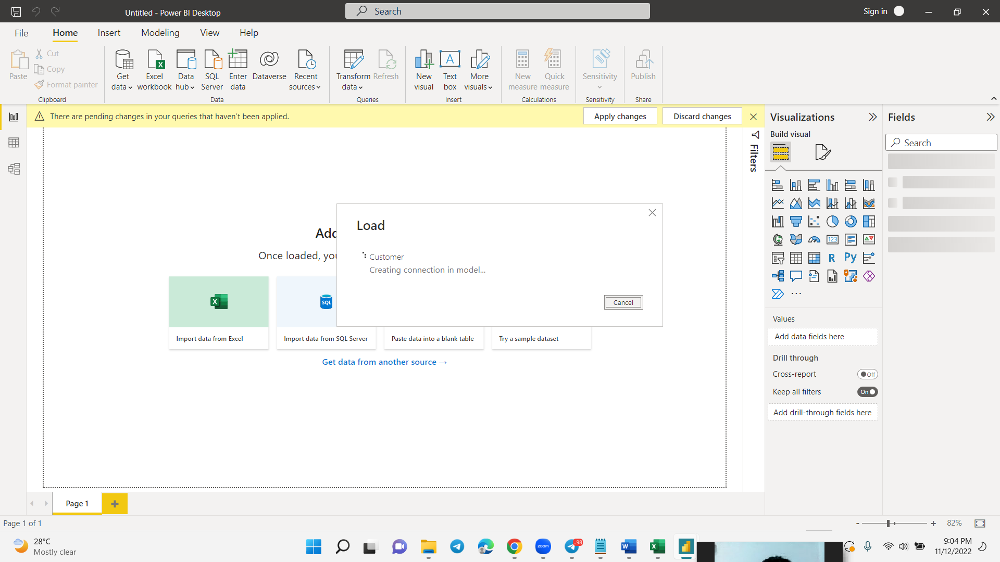 Untitled - Power BI Desktop
Search
Sign in
File
Home
Insert
Modeling
View
Help
Paste
Cut
Copy
Format painter
Clipboard
Get data
Excel workbook
Data hub
SQL Server
Enter data
Dataverse
Recent sources
Data
Transform data
Refresh
Queries
New visual
Text box
More visuals
Insert
New measure
Quick measure
Calculations
Sensitivity
Sensitivity
Publish
Share
There are pending changes in your queries that haven't been applied.
Apply changes
Discard changes
Filters
Add
Once loaded, you
Load
Customer
Creating connection in model...
Cancel
SQL
Import data from Excel
Import data from SQL Server
Paste data into a blank table
Try a sample dataset
Get data from another source →
Visualizations
Build visual
123
R
Py
Values
Add data fields here
Drill through
Cross-report
Off
Keep all filters
On
Add drill-through fields here
Fields
Search
Page 1
Page 1 of 1
- + 82%
28°C
Mostly clear
zoom
..98
9:04 PM
11/12/2022